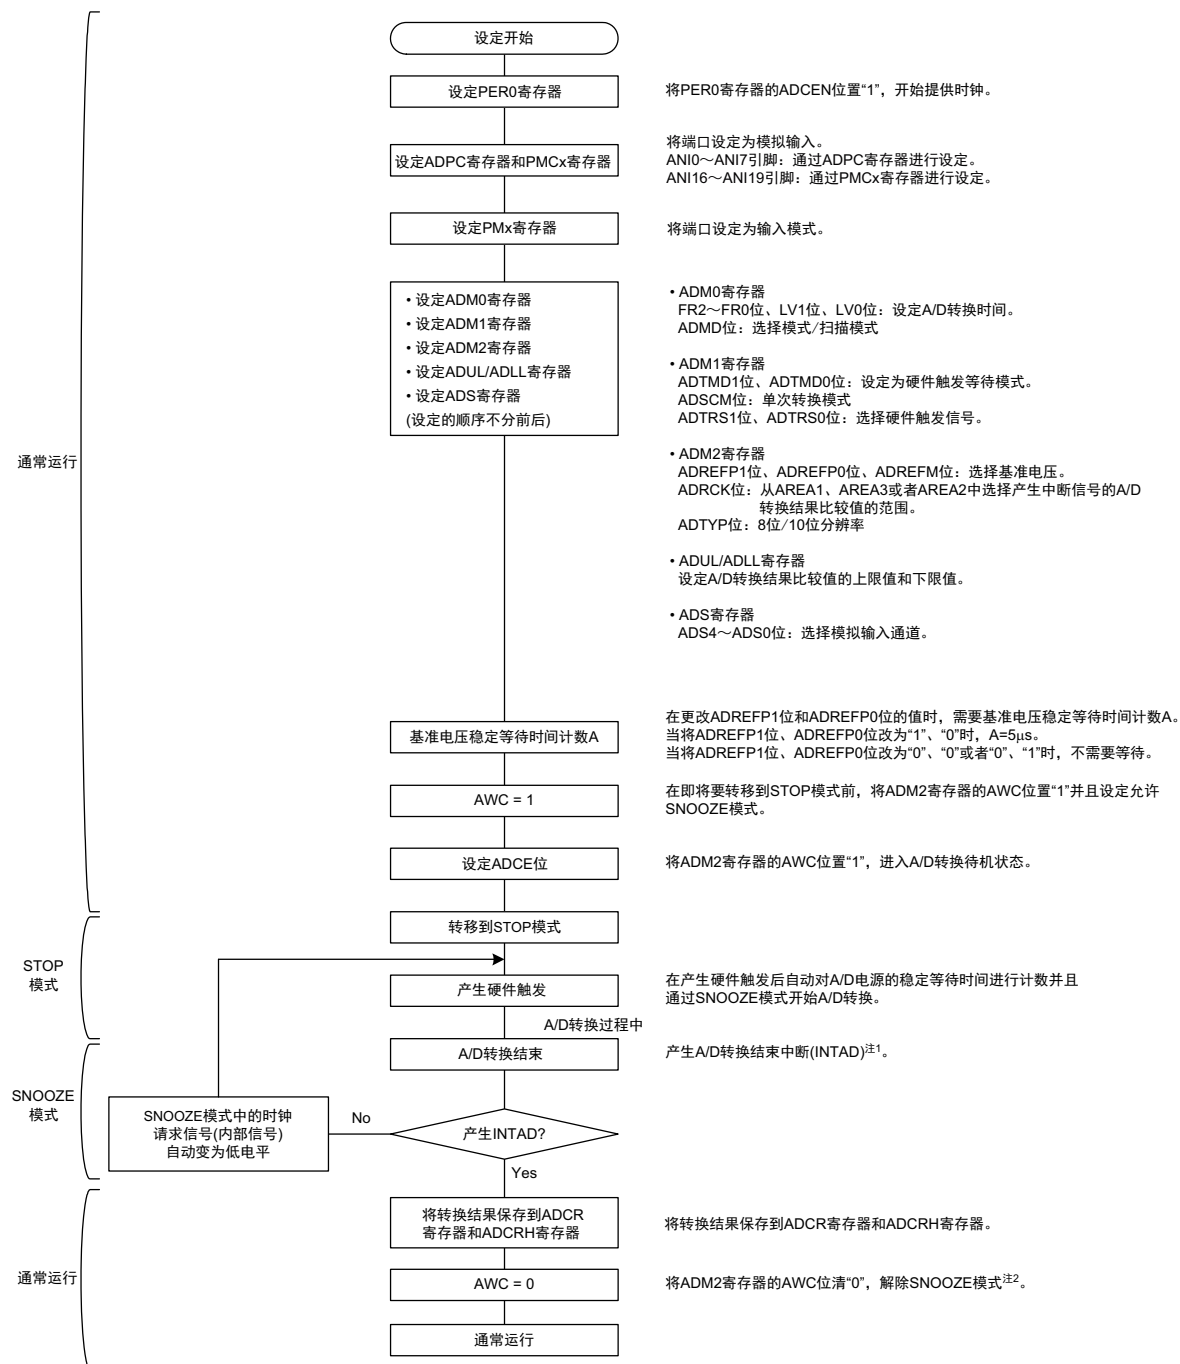 通常运行
设定开始
设定PER0寄存器
将PER0寄存器的ADCEN位置“1”，开始提供时钟。
设定ADPC寄存器和PMCx寄存器
将端口设定为模拟输入。
ANI0～ANI7引脚：通过ADPC寄存器进行设定。
ANI16～ANI19引脚：通过PMCx寄存器进行设定。
设定PMx寄存器
将端口设定为输入模式。
• 设定ADM0寄存器
• 设定ADM1寄存器
• 设定ADM2寄存器
• 设定ADUL/ADLL寄存器
• 设定ADS寄存器
(设定的顺序不分前后)
• ADM0寄存器
FR2～FR0位、LV1位、LV0位：设定A/D转换时间。
ADMD位：选择模式/扫描模式
• ADM1寄存器
ADTMD1位、ADTMD0位：设定为硬件触发等待模式。
ADSCM位：单次转换模式
ADTRS1位、ADTRS0位：选择硬件触发信号。
• ADM2寄存器
ADREFP1位、ADREFP0位、ADREFM位：选择基准电压。
ADRCK位：从AREA1、AREA3或者AREA2中选择产生中断信号的A/D
转换结果比较值的范围。
ADTYP位：8位/10位分辨率
• ADUL/ADLL寄存器
设定A/D转换结果比较值的上限值和下限值。
• ADS寄存器
ADS4～ADS0位：选择模拟输入通道。
基准电压稳定等待时间计数A
在更改ADREFP1位和ADREFP0位的值时，需要基准电压稳定等待时间计数A。
当将ADREFP1位、ADREFP0位改为“1”、“0”时，A=5μs。
当将ADREFP1位、ADREFP0位改为“0”、“0”或者“0”、“1”时，不需要等待。
AWC = 1
在即将要转移到STOP模式前，将ADM2寄存器的AWC位置“1”并且设定允许
SNOOZE模式。
设定ADCE位
将ADM2寄存器的AWC位置“1”，进入A/D转换待机状态。
STOP
模式
转移到STOP模式
产生硬件触发
在产生硬件触发后自动对A/D电源的稳定等待时间进行计数并且
通过SNOOZE模式开始A/D转换。
A/D转换过程中
SNOOZE
模式
A/D转换结束
产生A/D转换结束中断(INTAD)注1。
SNOOZE模式中的时钟
请求信号(内部信号)
自动变为低电平
No
产生INTAD?
Yes
通常运行
将转换结果保存到ADCR
寄存器和ADCRH寄存器
将转换结果保存到ADCR寄存器和ADCRH寄存器。
AWC = 0
将ADM2寄存器的AWC位清“0”，解除SNOOZE模式注2。
通常运行